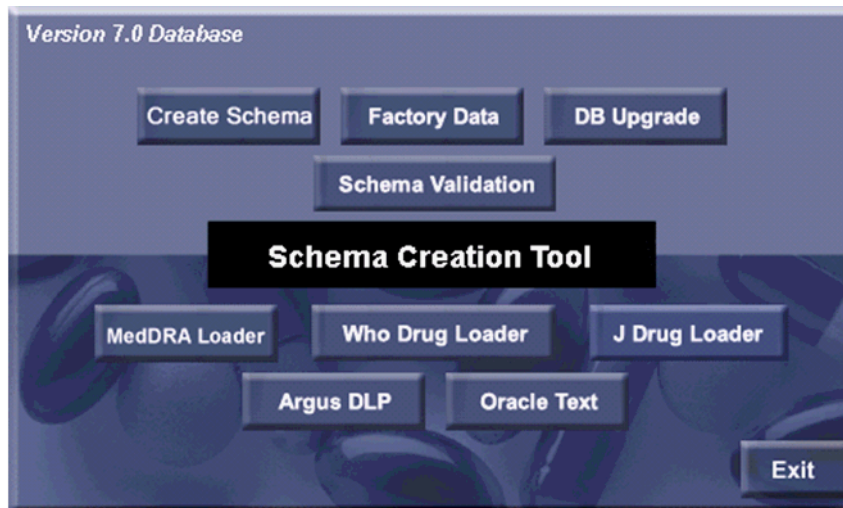 Version 7.0 Database
Create Schema Factory Data DB Upgrade
Schema Validation
Schema Creation Tool
MedDRA Loader Who Drug Loader J Drug Loader
Argus DLP Oracle Text
Exit